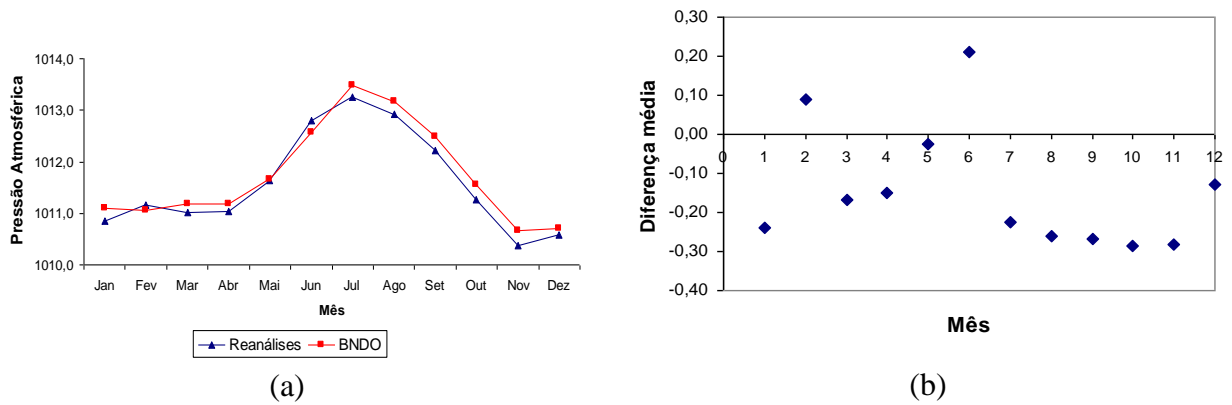 1014,0
1013,0
1012,0
1011,0
1010,0
Pressão Atmosférica
Jan Fev Mar Abr Mai Jun Jul Ago Set Out Nov Dez
Mês
Reanálises BNDO
(a)
0,30
0,20
0,10
0,00
-0,10
-0,20
-0,30
-0,40
Diferença média
0 1 2 3 4 5 6 7 8 9 10 11 12
Mês
(b)